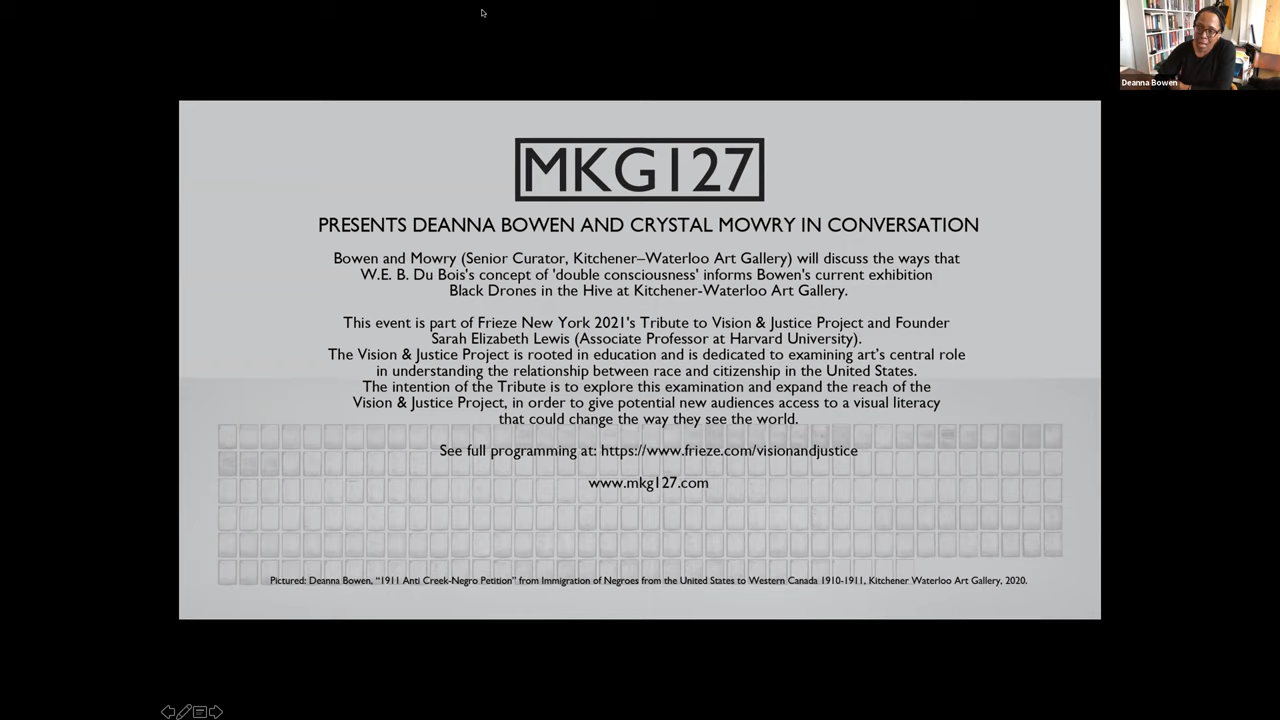 Deanna Bowen
MKG127
PRESENTS DEANNA BOWEN AND CRYSTAL MOWRY IN CONVERSATION
Bowen and Mowry (Senior Curator, Kitchener–Waterloo Art Gallery) will discuss the ways that
W.E. B. Du Bois's concept of 'double consciousness' informs Bowen's current exhibition
Black Drones in the Hive at Kitchener-Waterloo Art Gallery.
This event is part of Frieze New York 2021's Tribute to Vision & Justice Project and Founder
Sarah Elizabeth Lewis (Associate Professor at Harvard University).
The Vision & Justice Project is rooted in education and is dedicated to examining art's central role
in understanding the relationship between race and citizenship in the United States.
The intention of the Tribute is to explore this examination and expand the reach of the
Vision & Justice Project, in order to give potential new audiences access to a visual literacy
that could change the way they see the world.
See full programming at: https://www.frieze.com/visionandjustice
www.mkg127.com
Pictured: Deanna Bowen, “1911 Anti Creek-Negro Petition” from Immigration of Negroes from the United States to Western Canada 1910-1911, Kitchener Waterloo Art Gallery, 2020.